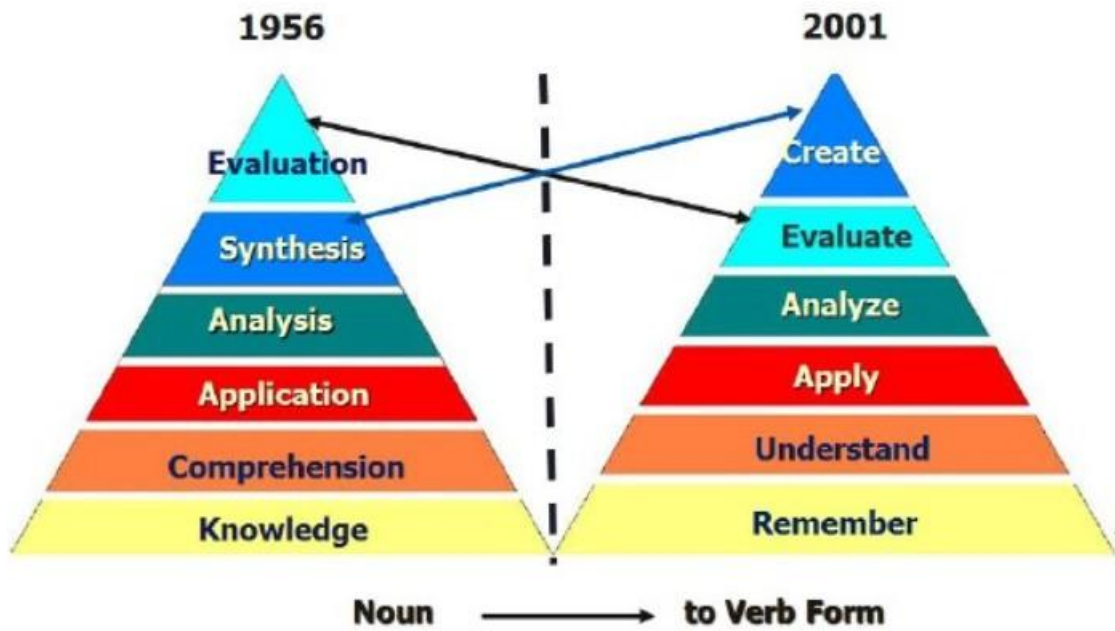 1956
2001
Evaluation
Synthesis
Analysis
Application
Comprehension
Knowledge
Create
Evaluate
Analyze
Apply
Understand
Remember
Noun to Verb Form